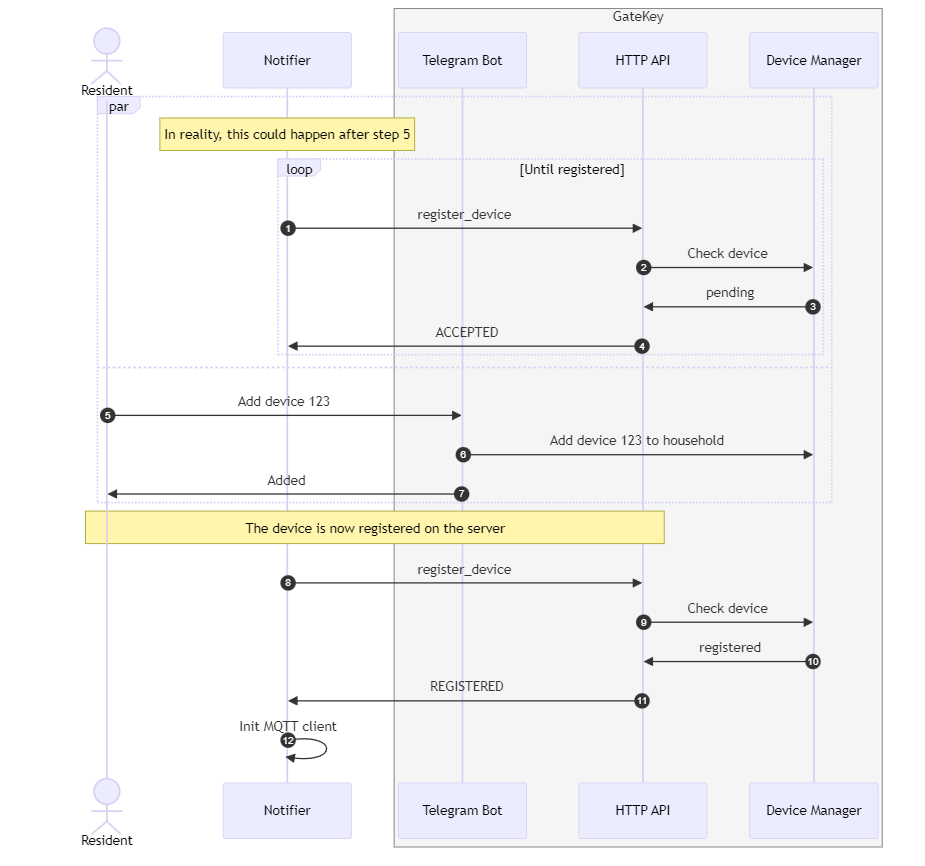 GateKey
Resident
Notifier
Telegram Bot
HTTP API
Device Manager
par
In reality, this could happen after step 5
loop
[Until registered]
register_device
1
Check device
2
pending
3
ACCEPTED
4
Add device 123
5
Add device 123 to household
6
Added
7
The device is now registered on the server
register_device
8
Check device
9
registered
10
REGISTERED
11
Init MQTT client
12
Resident
Notifier
Telegram Bot
HTTP API
Device Manager